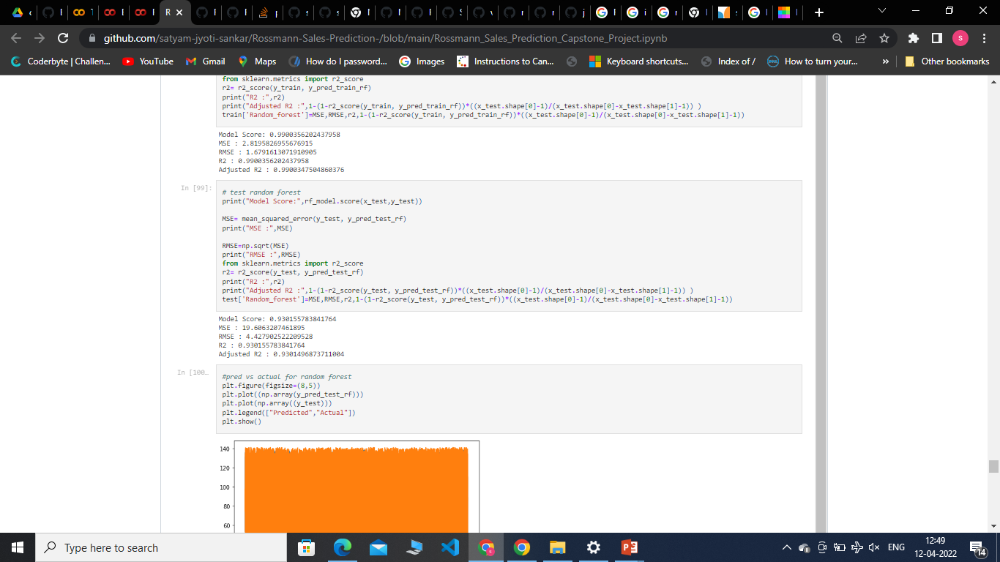 github.com/satyam-jyoti-sankar/Rossmann-Sales-Prediction-/blob/main/Rossmann_Sales_Prediction_Capstone_Project.ipynb
Coderbyte | Challen...
YouTube
Gmail
Maps
How do I password...
Images
Instructions to Can...
Keyboard shortcuts...
Index of /
How to turn your...
»
Other bookmarks
from sklearn.metrics import r2_score
r2= r2_score(y_train, y_pred_train_rf)
print("R2 :",r2)
print("Adjusted R2 :",1-(1-r2_score(y_train, y_pred_train_rf))*((x_test.shape[0]-1)/(x_test.shape[0]-x_test.shape[1]-1)) )
train['Random_forest']=MSE,RMSE,r2,1-(1-r2_score(y_train, y_pred_train_rf))*((x_test.shape[0]-1)/(x_test.shape[0]-x_test.shape[1]-1))
Model Score: 0.9900356202437958
MSE : 2.8195826955676915
RMSE : 1.6791613071910905
R2 : 0.9900356202437958
Adjusted R2 : 0.9900347504860376
In [99]:
# test random forest
print("Model Score:",rf_model.score(x_test,y_test))
MSE= mean_squared_error(y_test, y_pred_test_rf)
print("MSE :",MSE)
RMSE=np.sqrt(MSE)
print("RMSE :",RMSE)
from sklearn.metrics import r2_score
r2= r2_score(y_test, y_pred_test_rf)
print("R2 :",r2)
print("Adjusted R2 :",1-(1-r2_score(y_test, y_pred_test_rf))*((x_test.shape[0]-1)/(x_test.shape[0]-x_test.shape[1]-1)) )
test['Random_forest']=MSE,RMSE,r2,1-(1-r2_score(y_test, y_pred_test_rf))*((x_test.shape[0]-1)/(x_test.shape[0]-x_test.shape[1]-1))
Model Score: 0.930155783841764
MSE : 19.6063207461895
RMSE : 4.427902522209528
R2 : 0.930155783841764
Adjusted R2 : 0.9301496873711004
In [100…
#pred vs actual for random forest
plt.figure(figsize=(8,5))
plt.plot((np.array(y_pred_test_rf)))
plt.plot(np.array((y_test)))
plt.legend(["Predicted","Actual"])
plt.show()
140
120
100
80
60
Type here to search
ENG
12:49
12-04-2022
14